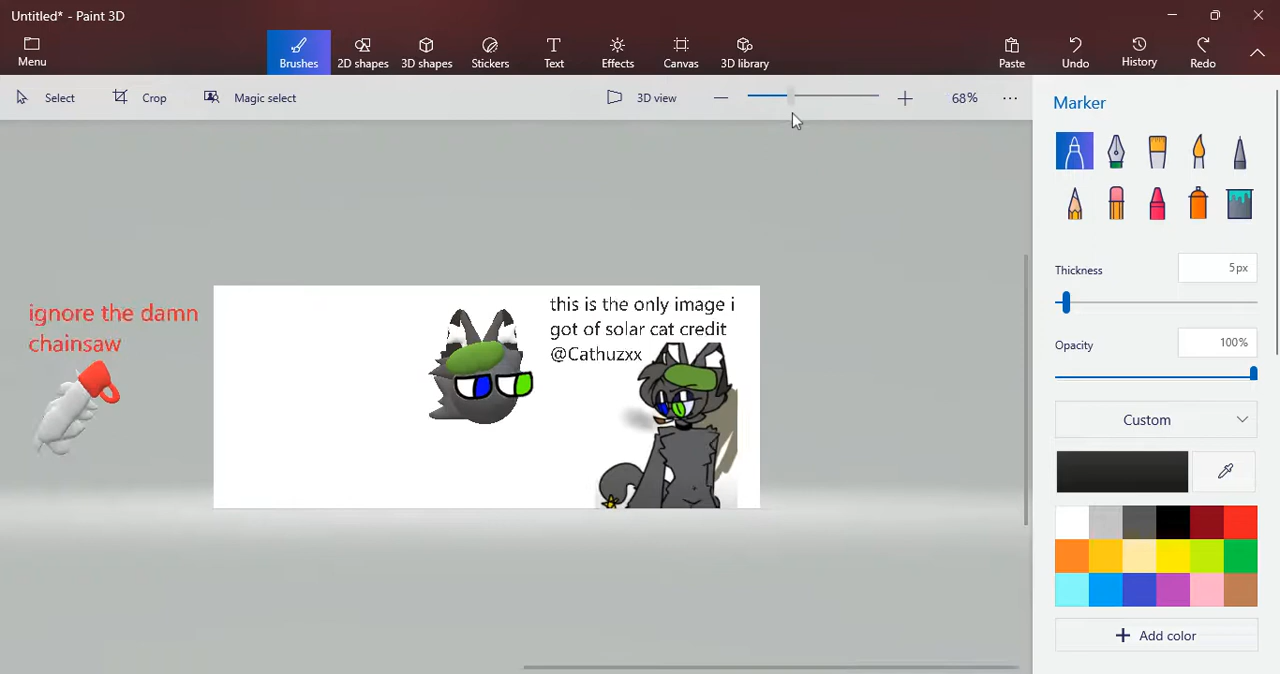 Untitled* - Paint 3D
Menu
Brushes
2D shapes
3D shapes
Stickers
Text
Effects
Canvas
3D library
Paste
Undo
History
Redo
Select
Crop
Magic select
3D view
68%
Marker
Thickness
5px
Opacity
100%
Custom
Add color
ignore the damn
chainsaw
this is the only image i
got of solar cat credit
@Cathuzxx